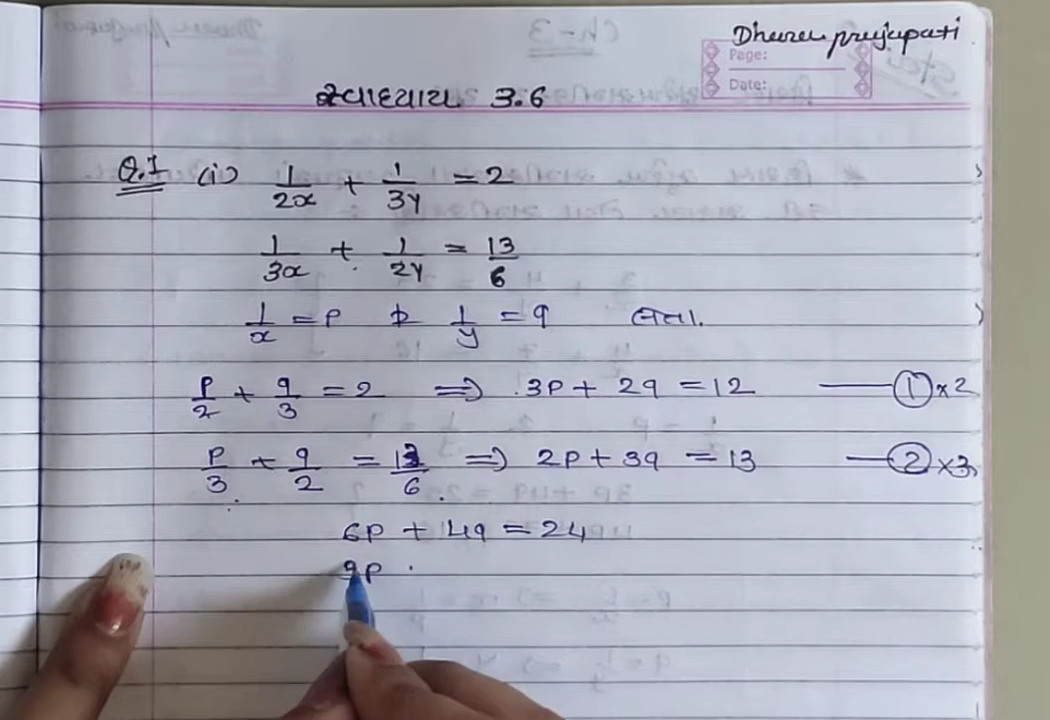 Dhuree prajapati
Page:
Date:
સ્વાધ્યાય 3.6
Q.1 (i) 1/2x + 1/3y = 2
1/3x + 1/2y = 13/6
1/x = P & 1/y = q લેતા.
P/2 + q/3 = 2 ⇒ 3P + 2q = 12 —— ① ×2
P/3 + q/2 = 13/6 ⇒ 2P + 3q = 13 —— ② ×3
6P + 4q = 24
9P